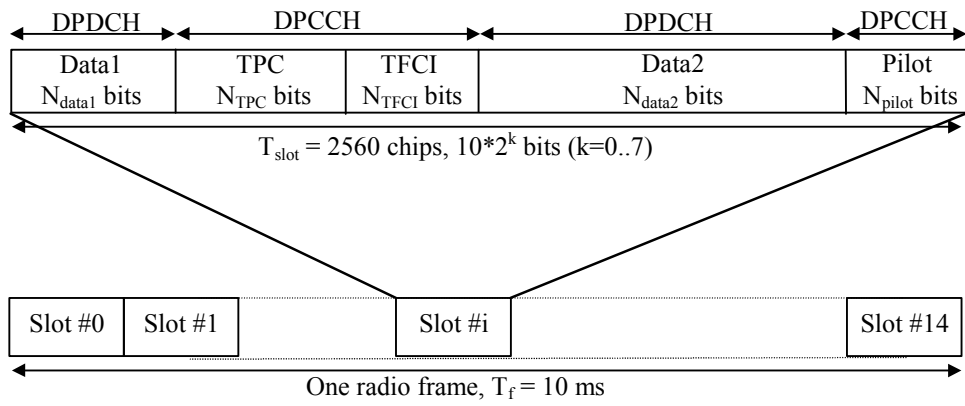 DPDCH DPCCH DPDCH DPCCH
Data1 TPC TFCI Data2 Pilot
N_data1 bits N_TPC bits N_TFCI bits N_data2 bits N_pilot bits
T_slot = 2560 chips, 10*2^k bits (k=0..7)
Slot #0 Slot #1 Slot #i Slot #14
One radio frame, T_f = 10 ms